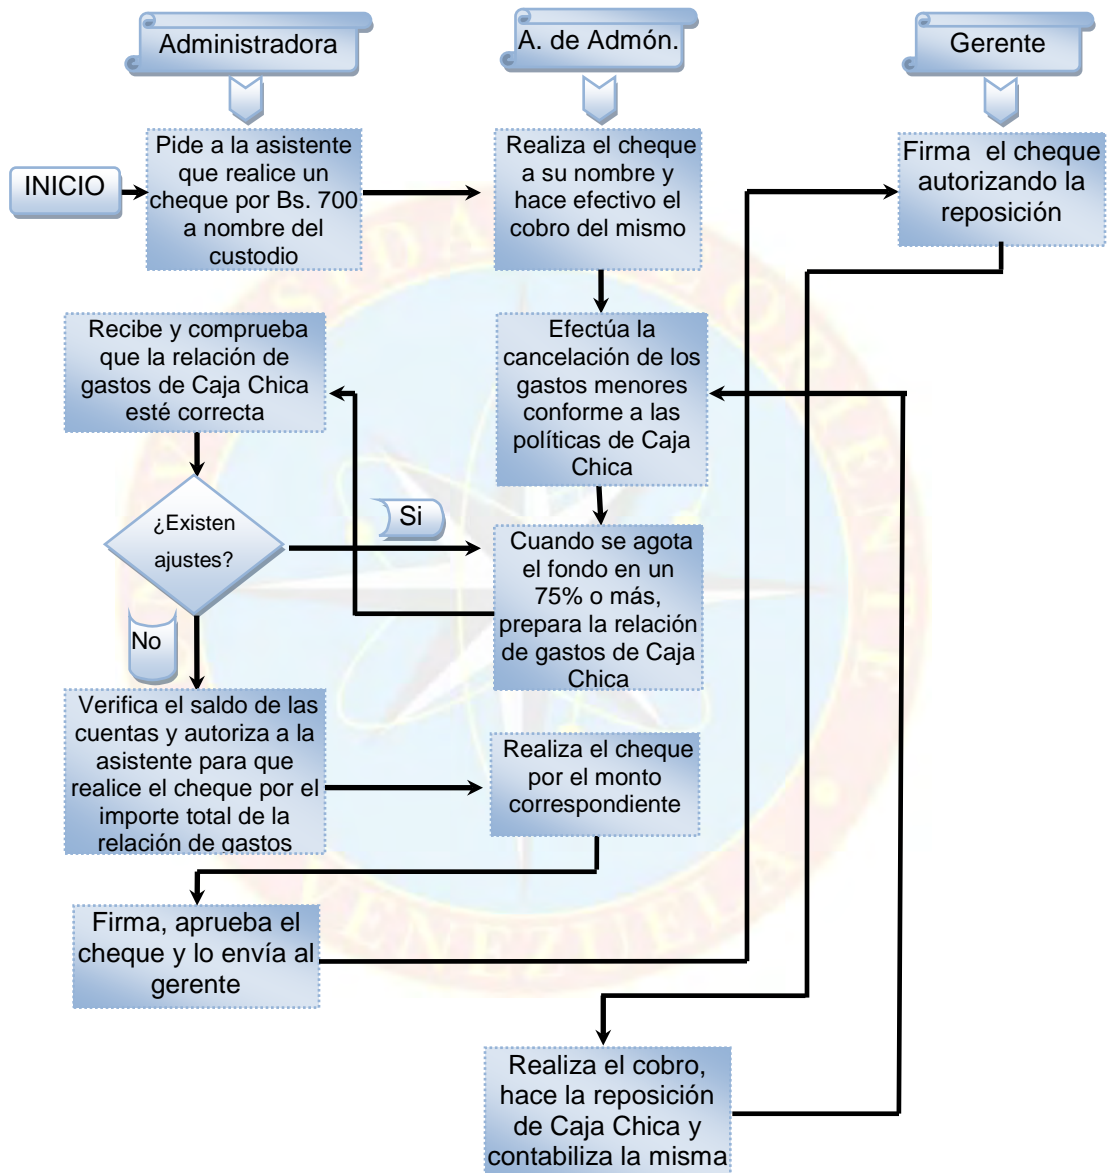 Administradora
A. de Admón.
Gerente
INICIO
Pide a la asistente
que realice un
cheque por Bs. 700
a nombre del
custodio
Realiza el cheque
a su nombre y
hace efectivo el
cobro del mismo
Firma el cheque
autorizando la
reposición
Recibe y comprueba
que la relación de
gastos de Caja Chica
esté correcta
Efectúa la
cancelación de los
gastos menores
conforme a las
políticas de Caja
Chica
¿Existen
ajustes?
Si
Cuando se agota
el fondo en un
75% o más,
prepara la relación
de gastos de Caja
Chica
No
Verifica el saldo de las
cuentas y autoriza a la
asistente para que
realice el cheque por el
importe total de la
relación de gastos
Realiza el cheque
por el monto
correspondiente
Firma, aprueba el
cheque y lo envía al
gerente
Realiza el cobro,
hace la reposición
de Caja Chica y
contabiliza la misma
VENEZUELA